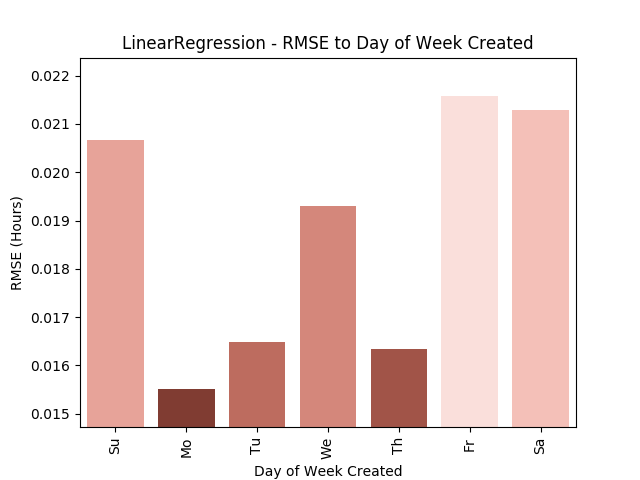 LinearRegression - RMSE to Day of Week Created
0.022
0.021
0.020
0.019
0.018
0.017
0.016
0.015
RMSE (Hours)
Su Mo Tu We Th Fr Sa
Day of Week Created